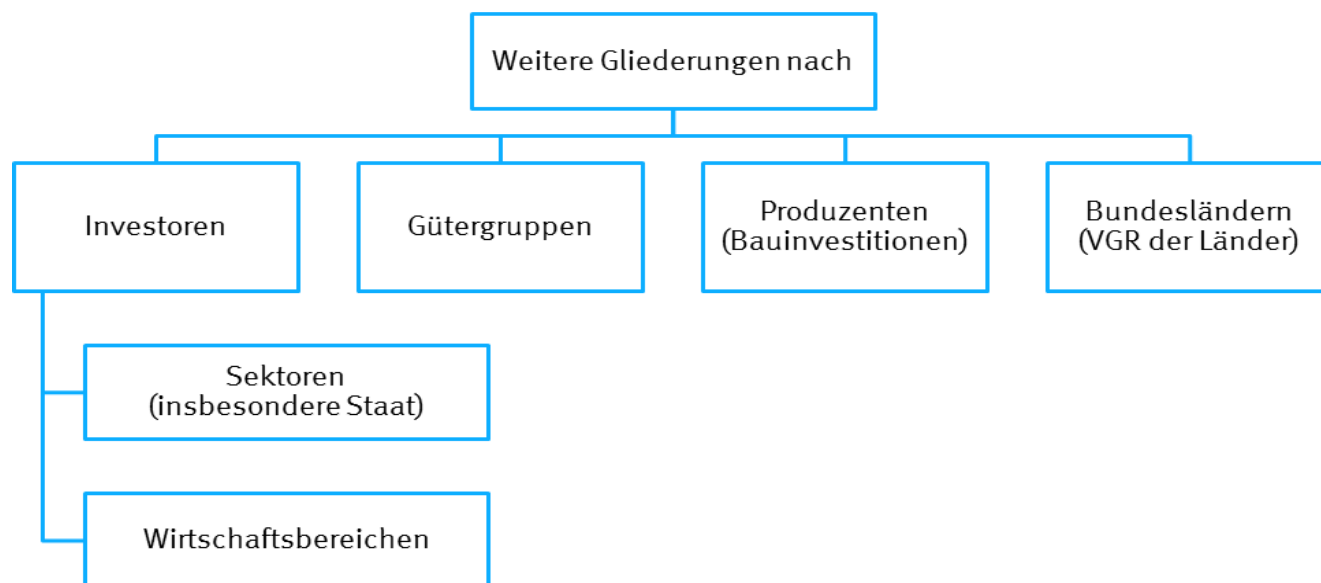 Weitere Gliederungen nach
Investoren
Gütergruppen
Produzenten
(Bauinvestitionen)
Bundesländern
(VGR der Länder)
Sektoren
(insbesondere Staat)
Wirtschaftsbereichen